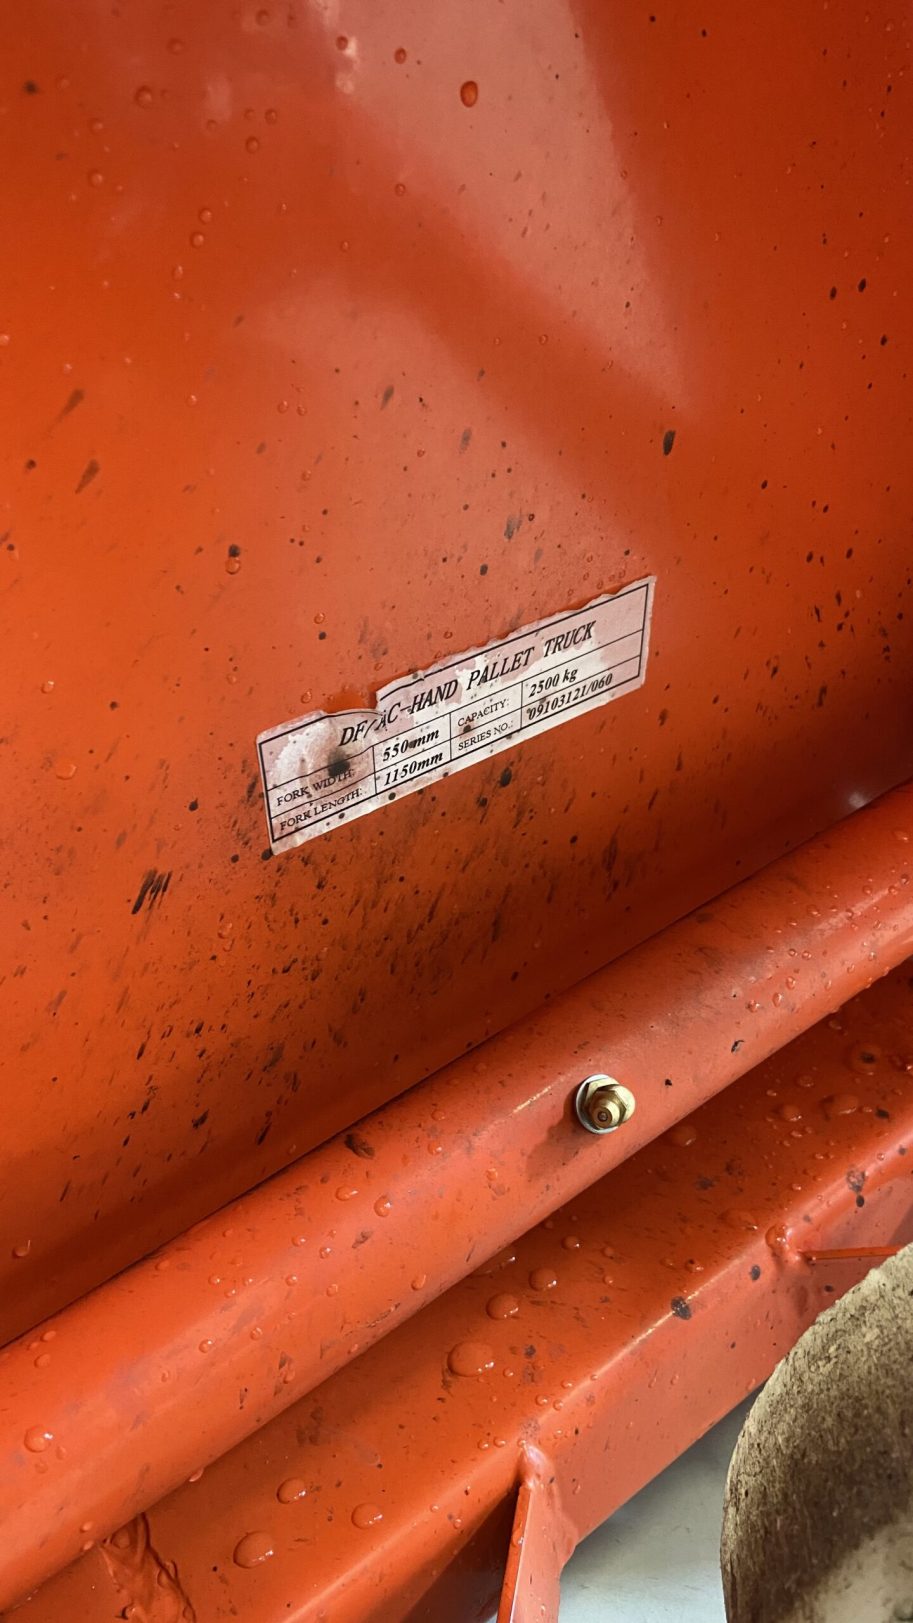 DF/AC-HAND PALLET TRUCK
FORK WIDTH: 550mm CAPACITY: 2500 kg
FORK LENGTH: 1150mm SERIES NO.: 09103121/060